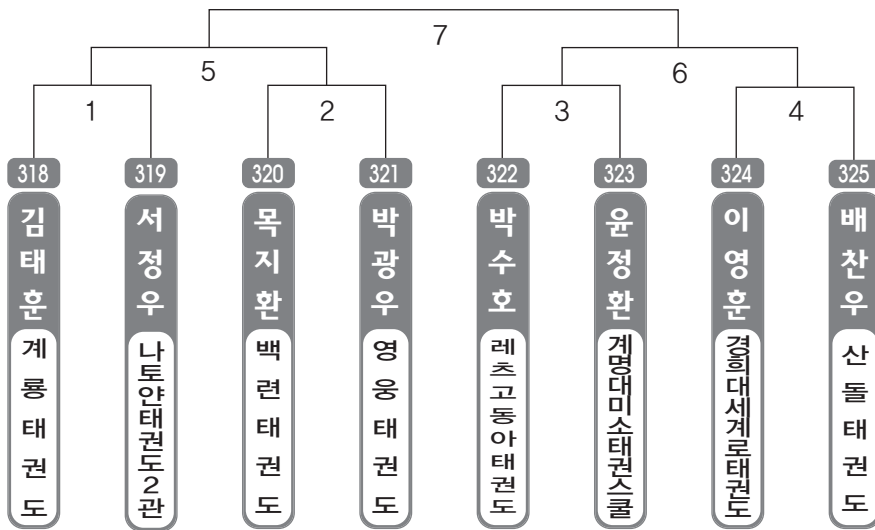 7
5
6
1
2
3
4
318
319
320
321
322
323
324
325
김태훈
서정우
목지환
박광우
박수호
윤정환
이영훈
배찬우
계룡태권도
나토얀태권도2관
백련태권도
영웅태권도
레츠고동아태권도
계명대미소태권스쿨
경희대세계로태권도
산돌태권도